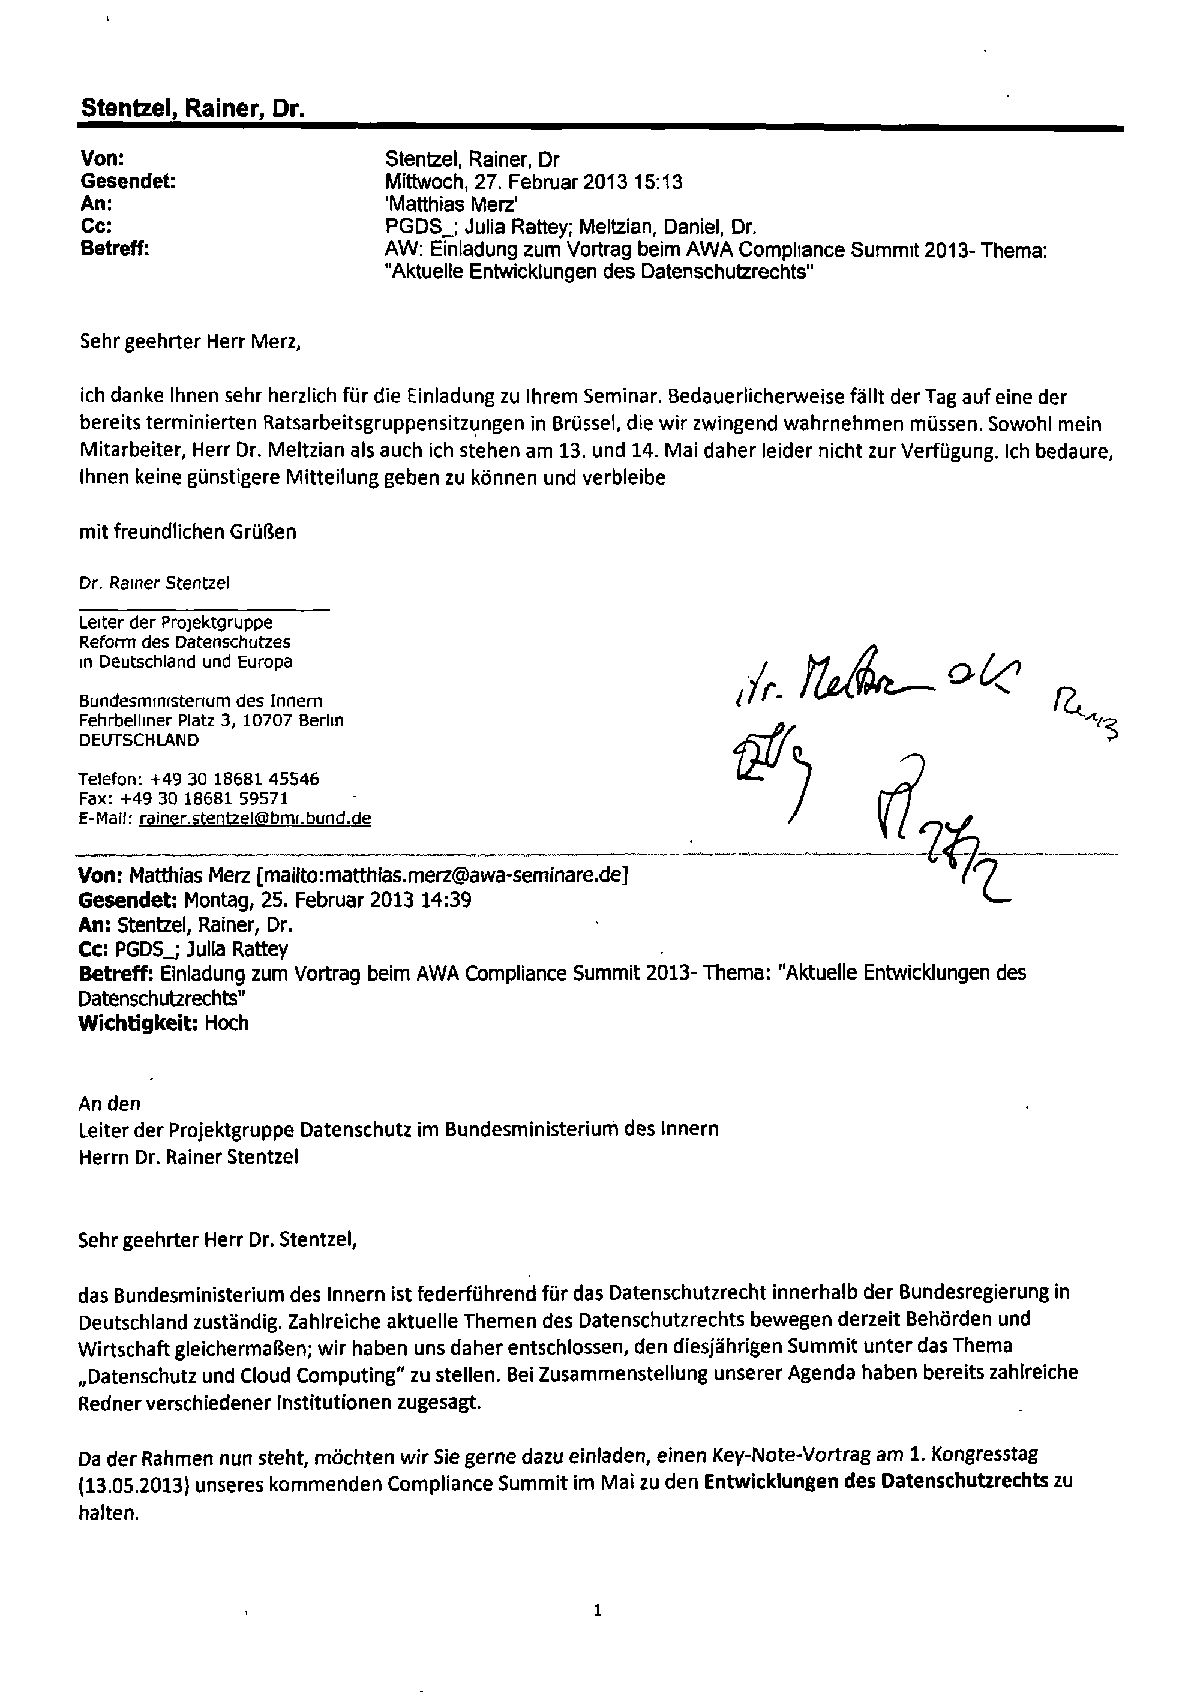 Stentzel, Rainer, Dr.
Von: Stentzel, Rainer, Dr
Gesendet: Mittwoch, 27. Februar 2013 15:13
An: 'Matthias Merz'
Cc: PGDS_; Julia Rattey; Meltzian, Daniel, Dr.
Betreff: AW: Einladung zum Vortrag beim AWA Compliance Summit 2013- Thema:
"Aktuelle Entwicklungen des Datenschutzrechts"
Sehr geehrter Herr Merz,
ich danke Ihnen sehr herzlich für die Einladung zu Ihrem Seminar. Bedauerlicherweise fällt der Tag auf eine der
bereits terminierten Ratsarbeitsgruppensitzungen in Brüssel, die wir zwingend wahrnehmen müssen. Sowohl mein
Mitarbeiter, Herr Dr. Meltzian als auch ich stehen am 13. und 14. Mai daher leider nicht zur Verfügung. Ich bedaure,
Ihnen keine günstigere Mitteilung geben zu können und verbleibe
mit freundlichen Grüßen
Dr. Rainer Stentzel
Leiter der Projektgruppe
Reform des Datenschutzes
in Deutschland und Europa
Bundesministerium des Innern
Fehrbelliner Platz 3, 10707 Berlin
DEUTSCHLAND
Telefon: +49 30 18681 45546
Fax: +49 30 18681 59571
E-Mail: rainer.stentzel@bmi.bund.de
ok
Von: Matthias Merz [mailto:matthias.merz@awa-seminare.de]
Gesendet: Montag, 25. Februar 2013 14:39
An: Stentzel, Rainer, Dr.
Cc: PGDS_; Julia Rattey
Betreff: Einladung zum Vortrag beim AWA Compliance Summit 2013- Thema: "Aktuelle Entwicklungen des
Datenschutzrechts"
Wichtigkeit: Hoch
An den
Leiter der Projektgruppe Datenschutz im Bundesministerium des Innern
Herrn Dr. Rainer Stentzel
Sehr geehrter Herr Dr. Stentzel,
das Bundesministerium des Innern ist federführend für das Datenschutzrecht innerhalb der Bundesregierung in
Deutschland zuständig. Zahlreiche aktuelle Themen des Datenschutzrechts bewegen derzeit Behörden und
Wirtschaft gleichermaßen; wir haben uns daher entschlossen, den diesjährigen Summit unter das Thema
„Datenschutz und Cloud Computing“ zu stellen. Bei Zusammenstellung unserer Agenda haben bereits zahlreiche
Redner verschiedener Institutionen zugesagt.
Da der Rahmen nun steht, möchten wir Sie gerne dazu einladen, einen Key-Note-Vortrag am 1. Kongresstag
(13.05.2013) unseres kommenden Compliance Summit im Mai zu den Entwicklungen des Datenschutzrechts zu
halten.
1